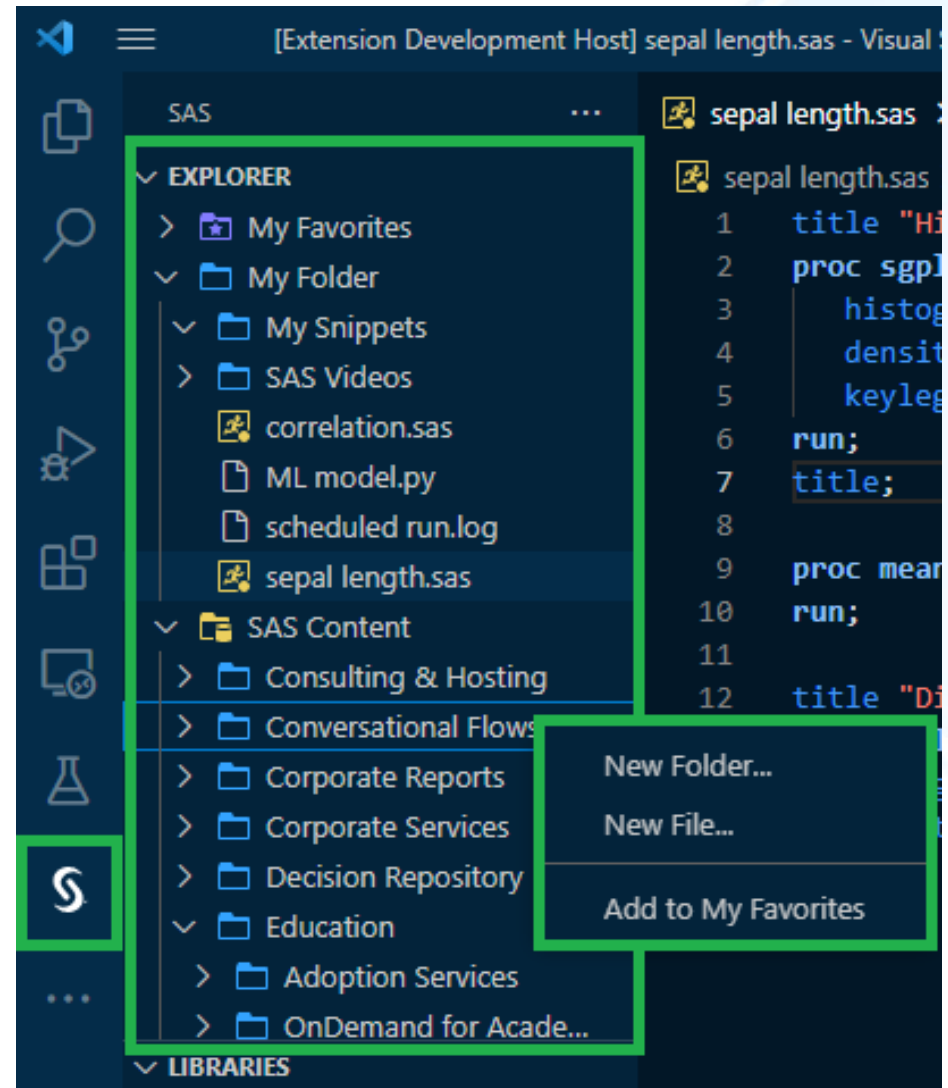 [Extension Development Host] sepal length.sas - Visual
SAS
...
EXPLORER
My Favorites
My Folder
My Snippets
SAS Videos
correlation.sas
ML model.py
scheduled run.log
sepal length.sas
SAS Content
Consulting & Hosting
Conversational Flows
Corporate Reports
Corporate Services
Decision Repository
Education
Adoption Services
OnDemand for Acade...
LIBRARIES
sepal length.sas
sepal length.sas
1 title "Hi
2 proc sgpl
3 histog
4 densit
5 keyleg
6 run;
7 title;
8
9 proc mear
10 run;
11
12 title "Di
New Folder...
New File...
Add to My Favorites